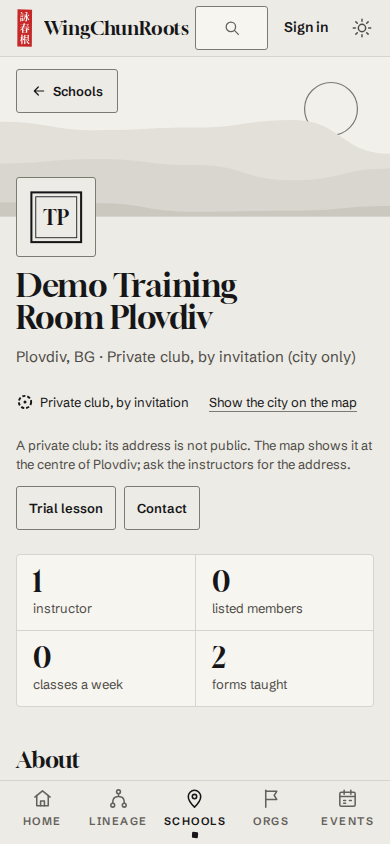 詠春根
WingChunRoots
Sign in
Schools
TP
Demo Training
Room Plovdiv
Plovdiv, BG · Private club, by invitation (city only)
Private club, by invitation
Show the city on the map
A private club: its address is not public. The map shows it at
the centre of Plovdiv; ask the instructors for the address.
Trial lesson
Contact
1
instructor
0
listed members
0
classes a week
2
forms taught
About
HOME
LINEAGE
SCHOOLS
ORGS
EVENTS